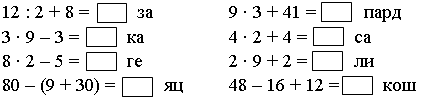 12 : 2 + 8 = за 9 · 3 + 41 = пард
3 · 9 – 3 = ка 4 · 2 + 4 = са
8 · 2 – 5 = ге 2 · 9 + 2 = ли
80 – (9 + 30) = яц 48 – 16 + 12 = кош